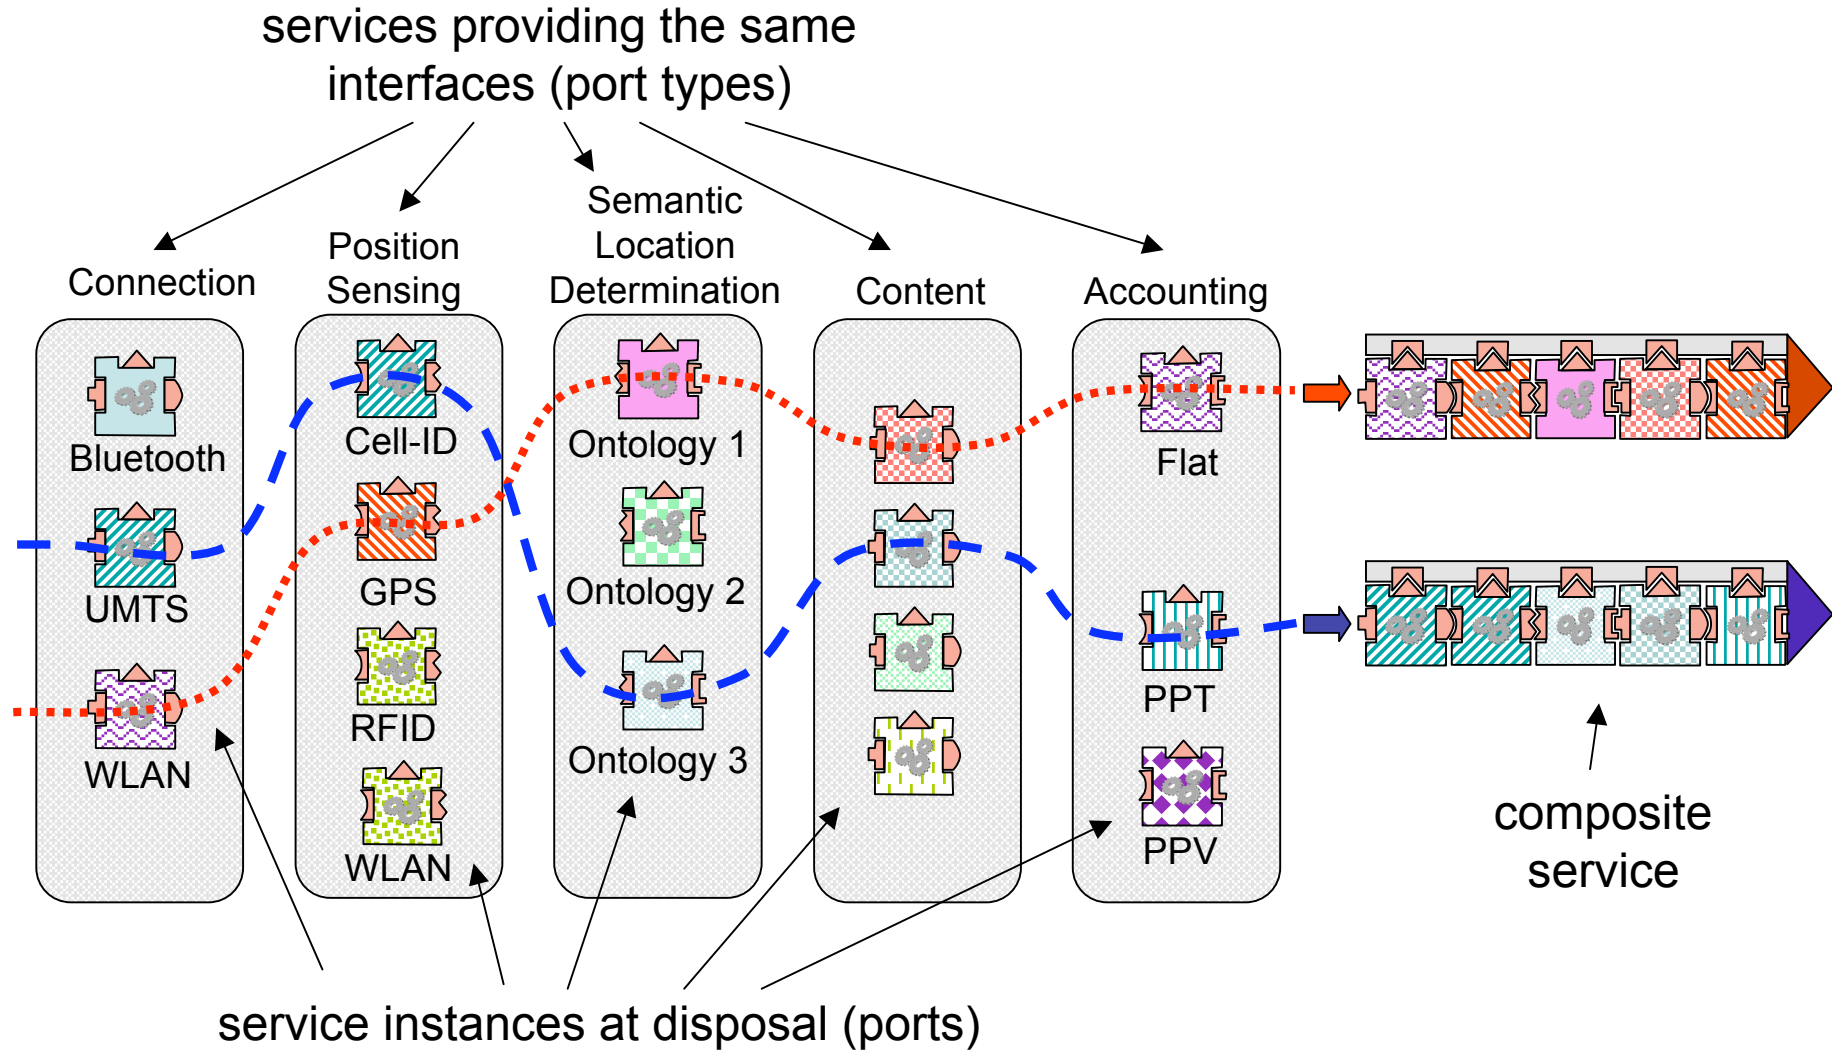 services providing the same
interfaces (port types)
Connection
Position
Sensing
Semantic
Location
Determination
Content
Accounting
Bluetooth
UMTS
WLAN
Cell-ID
GPS
RFID
WLAN
Ontology 1
Ontology 2
Ontology 3
Flat
PPT
PPV
composite
service
service instances at disposal (ports)